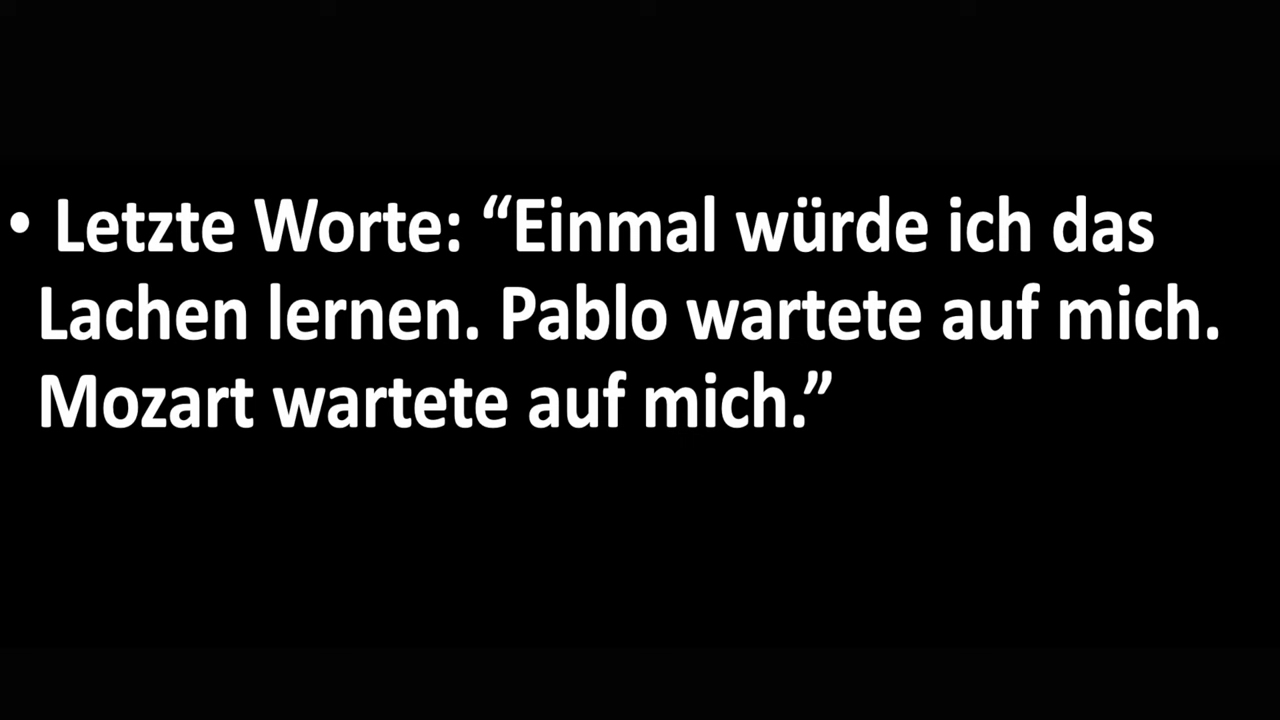 • Letzte Worte: “Einmal würde ich das
Lachen lernen. Pablo wartete auf mich.
Mozart wartete auf mich.”